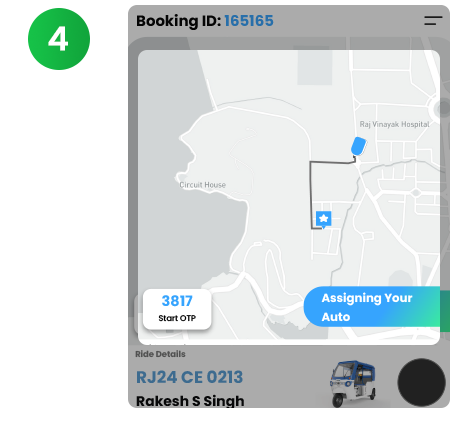 4
Booking ID: 165165
Raj Vinayak Hospital
Circuit House
3817
Start OTP
Assigning Your
Auto
Ride Details
RJ24 CE 0213
Rakesh S Singh